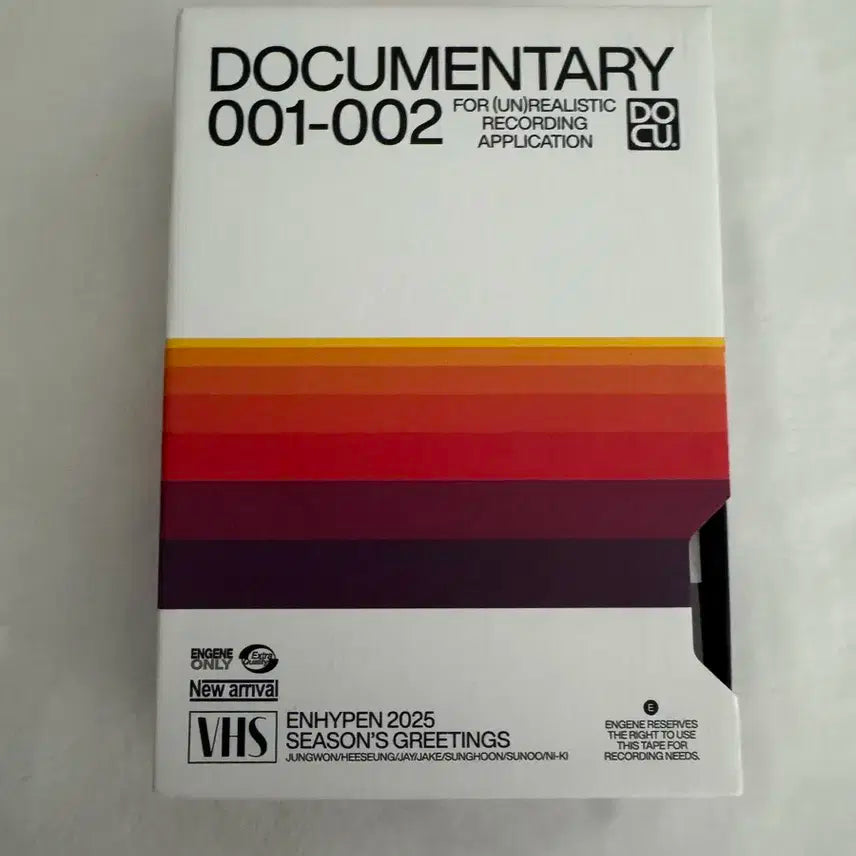 DOCUMENTARY
001-002
FOR (UN)REALISTIC
RECORDING
APPLICATION
DO
CU.
ENGENE
ONLY
Extra
Quality
New arrival
VHS
ENHYPEN 2025
SEASON'S GREETINGS
JUNGWON/HEESEUNG/JAY/JAKE/SUNGHOON/SUNOO/NI-KI
E
ENGENE RESERVES
THE RIGHT TO USE
THIS TAPE FOR
RECORDING NEEDS.